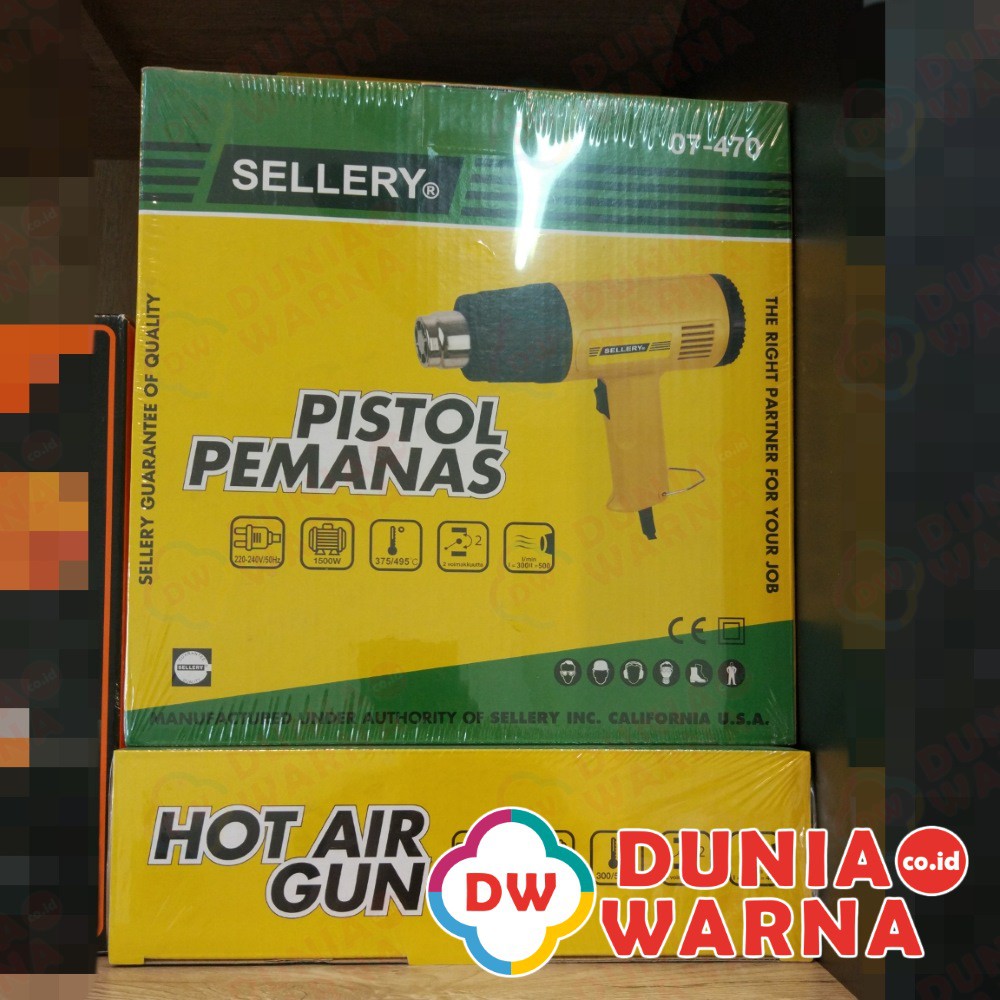 07-470
SELLERY®
SELLERY GUARANTEE OF QUALITY
SELLERY®
THE RIGHT PARTNER FOR YOUR JOB
PISTOL
PEMANAS
2
220-240V/50Hz
1500W
375/495°C
CE
SELLERY
MANUFACTURED UNDER AUTHORITY OF SELLERY INC. CALIFORNIA U.S.A.
HOT AIR
GUN
DW
DUNIA
co.id
WARNA